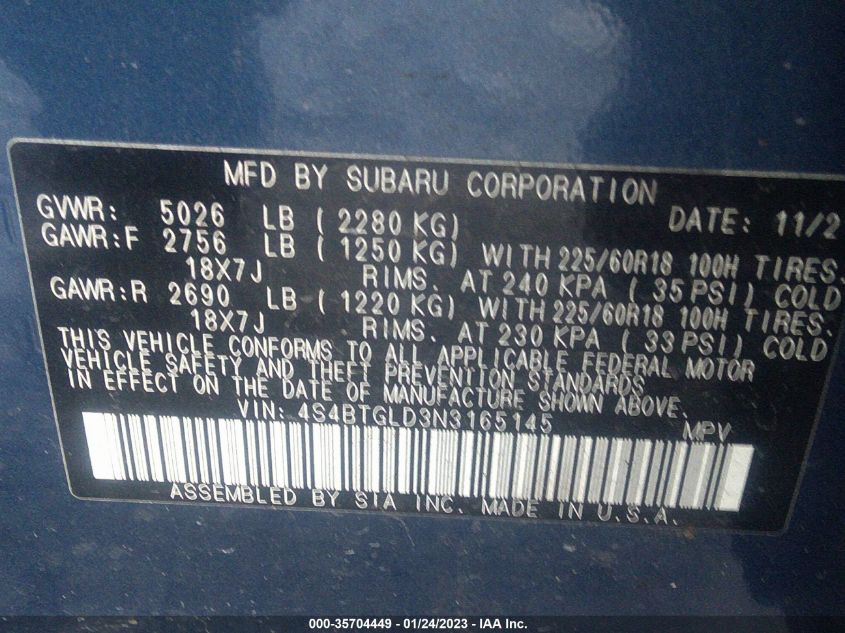 MFD BY SUBARU CORPORATION
GVWR: 5026 LB ( 2280 KG) DATE: 11/2
GAWR:F 2756 LB ( 1250 KG) WITH 225/60R18 100H TIRES.
18X7J RIMS. AT 240 KPA ( 35 PSI) COLD
GAWR:R 2690 LB ( 1220 KG) WITH 225/60R18 100H TIRES.
18X7J RIMS. AT 230 KPA ( 33 PSI) COLD
THIS VEHICLE CONFORMS TO ALL APPLICABLE FEDERAL MOTOR
VEHICLE SAFETY AND THEFT PREVENTION STANDARDS
IN EFFECT ON THE DATE OF MANUFACTURE SHOWN ABOVE.
VIN: 4S4BTGLD3N3165145 MPV
ASSEMBLED BY SIA INC. MADE IN U.S.A.
000-35704449 - 01/24/2023 - IAA Inc.